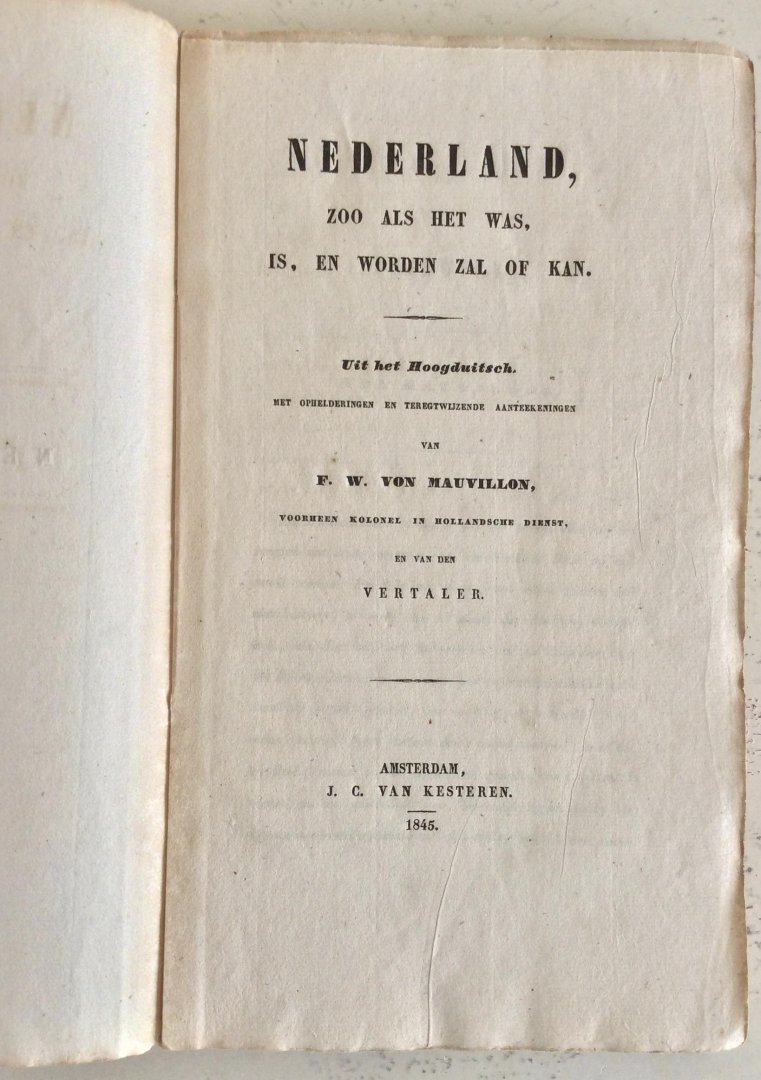 NEDERLAND,
ZOO ALS HET WAS,
IS, EN WORDEN ZAL OF KAN.
Uit het Hoogduitsch.
MET OPHELDERINGEN EN TEREGTWIJZENDE AANTEEKENINGEN
VAN
F. W. VON MAUVILLON,
VOORHEEN KOLONEL IN HOLLANDSCHE DIENST,
EN VAN DEN
VERTALER.
AMSTERDAM,
J. C. VAN KESTEREN.
1845.